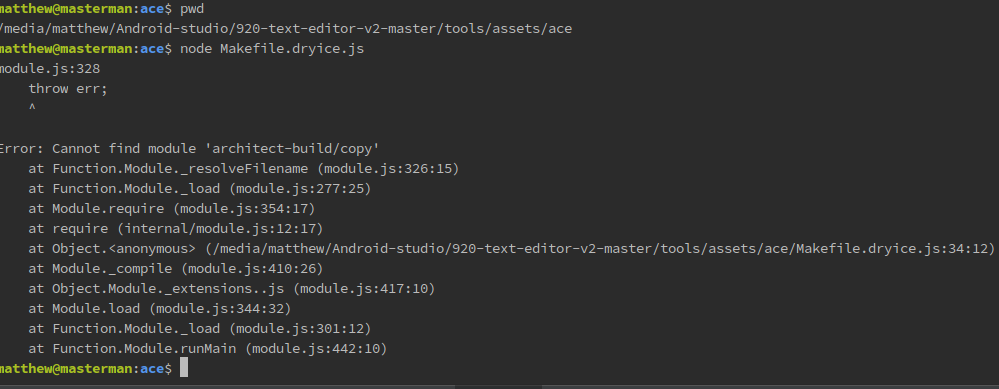 matthew@masterman:ace$ pwd
/media/matthew/Android-studio/920-text-editor-v2-master/tools/assets/ace
matthew@masterman:ace$ node Makefile.dryice.js
module.js:328
    throw err;
    ^

Error: Cannot find module 'architect-build/copy'
    at Function.Module._resolveFilename (module.js:326:15)
    at Function.Module._load (module.js:277:25)
    at Module.require (module.js:354:17)
    at require (internal/module.js:12:17)
    at Object.<anonymous> (/media/matthew/Android-studio/920-text-editor-v2-master/tools/assets/ace/Makefile.dryice.js:34:12)
    at Module._compile (module.js:410:26)
    at Object.Module._extensions..js (module.js:417:10)
    at Module.load (module.js:344:32)
    at Function.Module._load (module.js:301:12)
    at Function.Module.runMain (module.js:442:10)
matthew@masterman:ace$